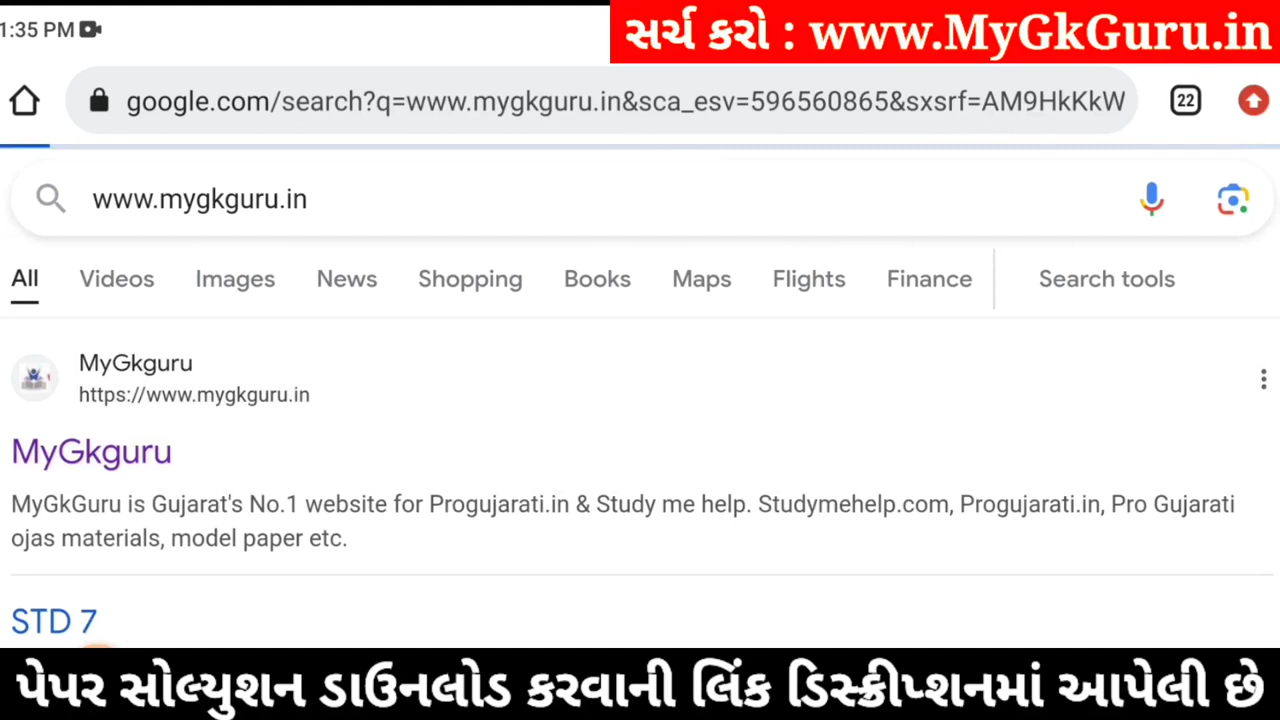 1:35 PM
સર્ચ કરો : www.MyGkGuru.in
google.com/search?q=www.mygkguru.in&sca_esv=596560865&sxsrf=AM9HkKkW
22
www.mygkguru.in
All Videos Images News Shopping Books Maps Flights Finance Search tools
MyGkguru
https://www.mygkguru.in
MyGkguru
MyGkGuru is Gujarat's No.1 website for Progujarati.in & Study me help. Studymehelp.com, Progujarati.in, Pro Gujarati
ojas materials, model paper etc.
STD 7
પેપર સોલ્યુશન ડાઉનલોડ કરવાની લિંક ડિસ્ક્રીપ્શનમાં આપેલી છે